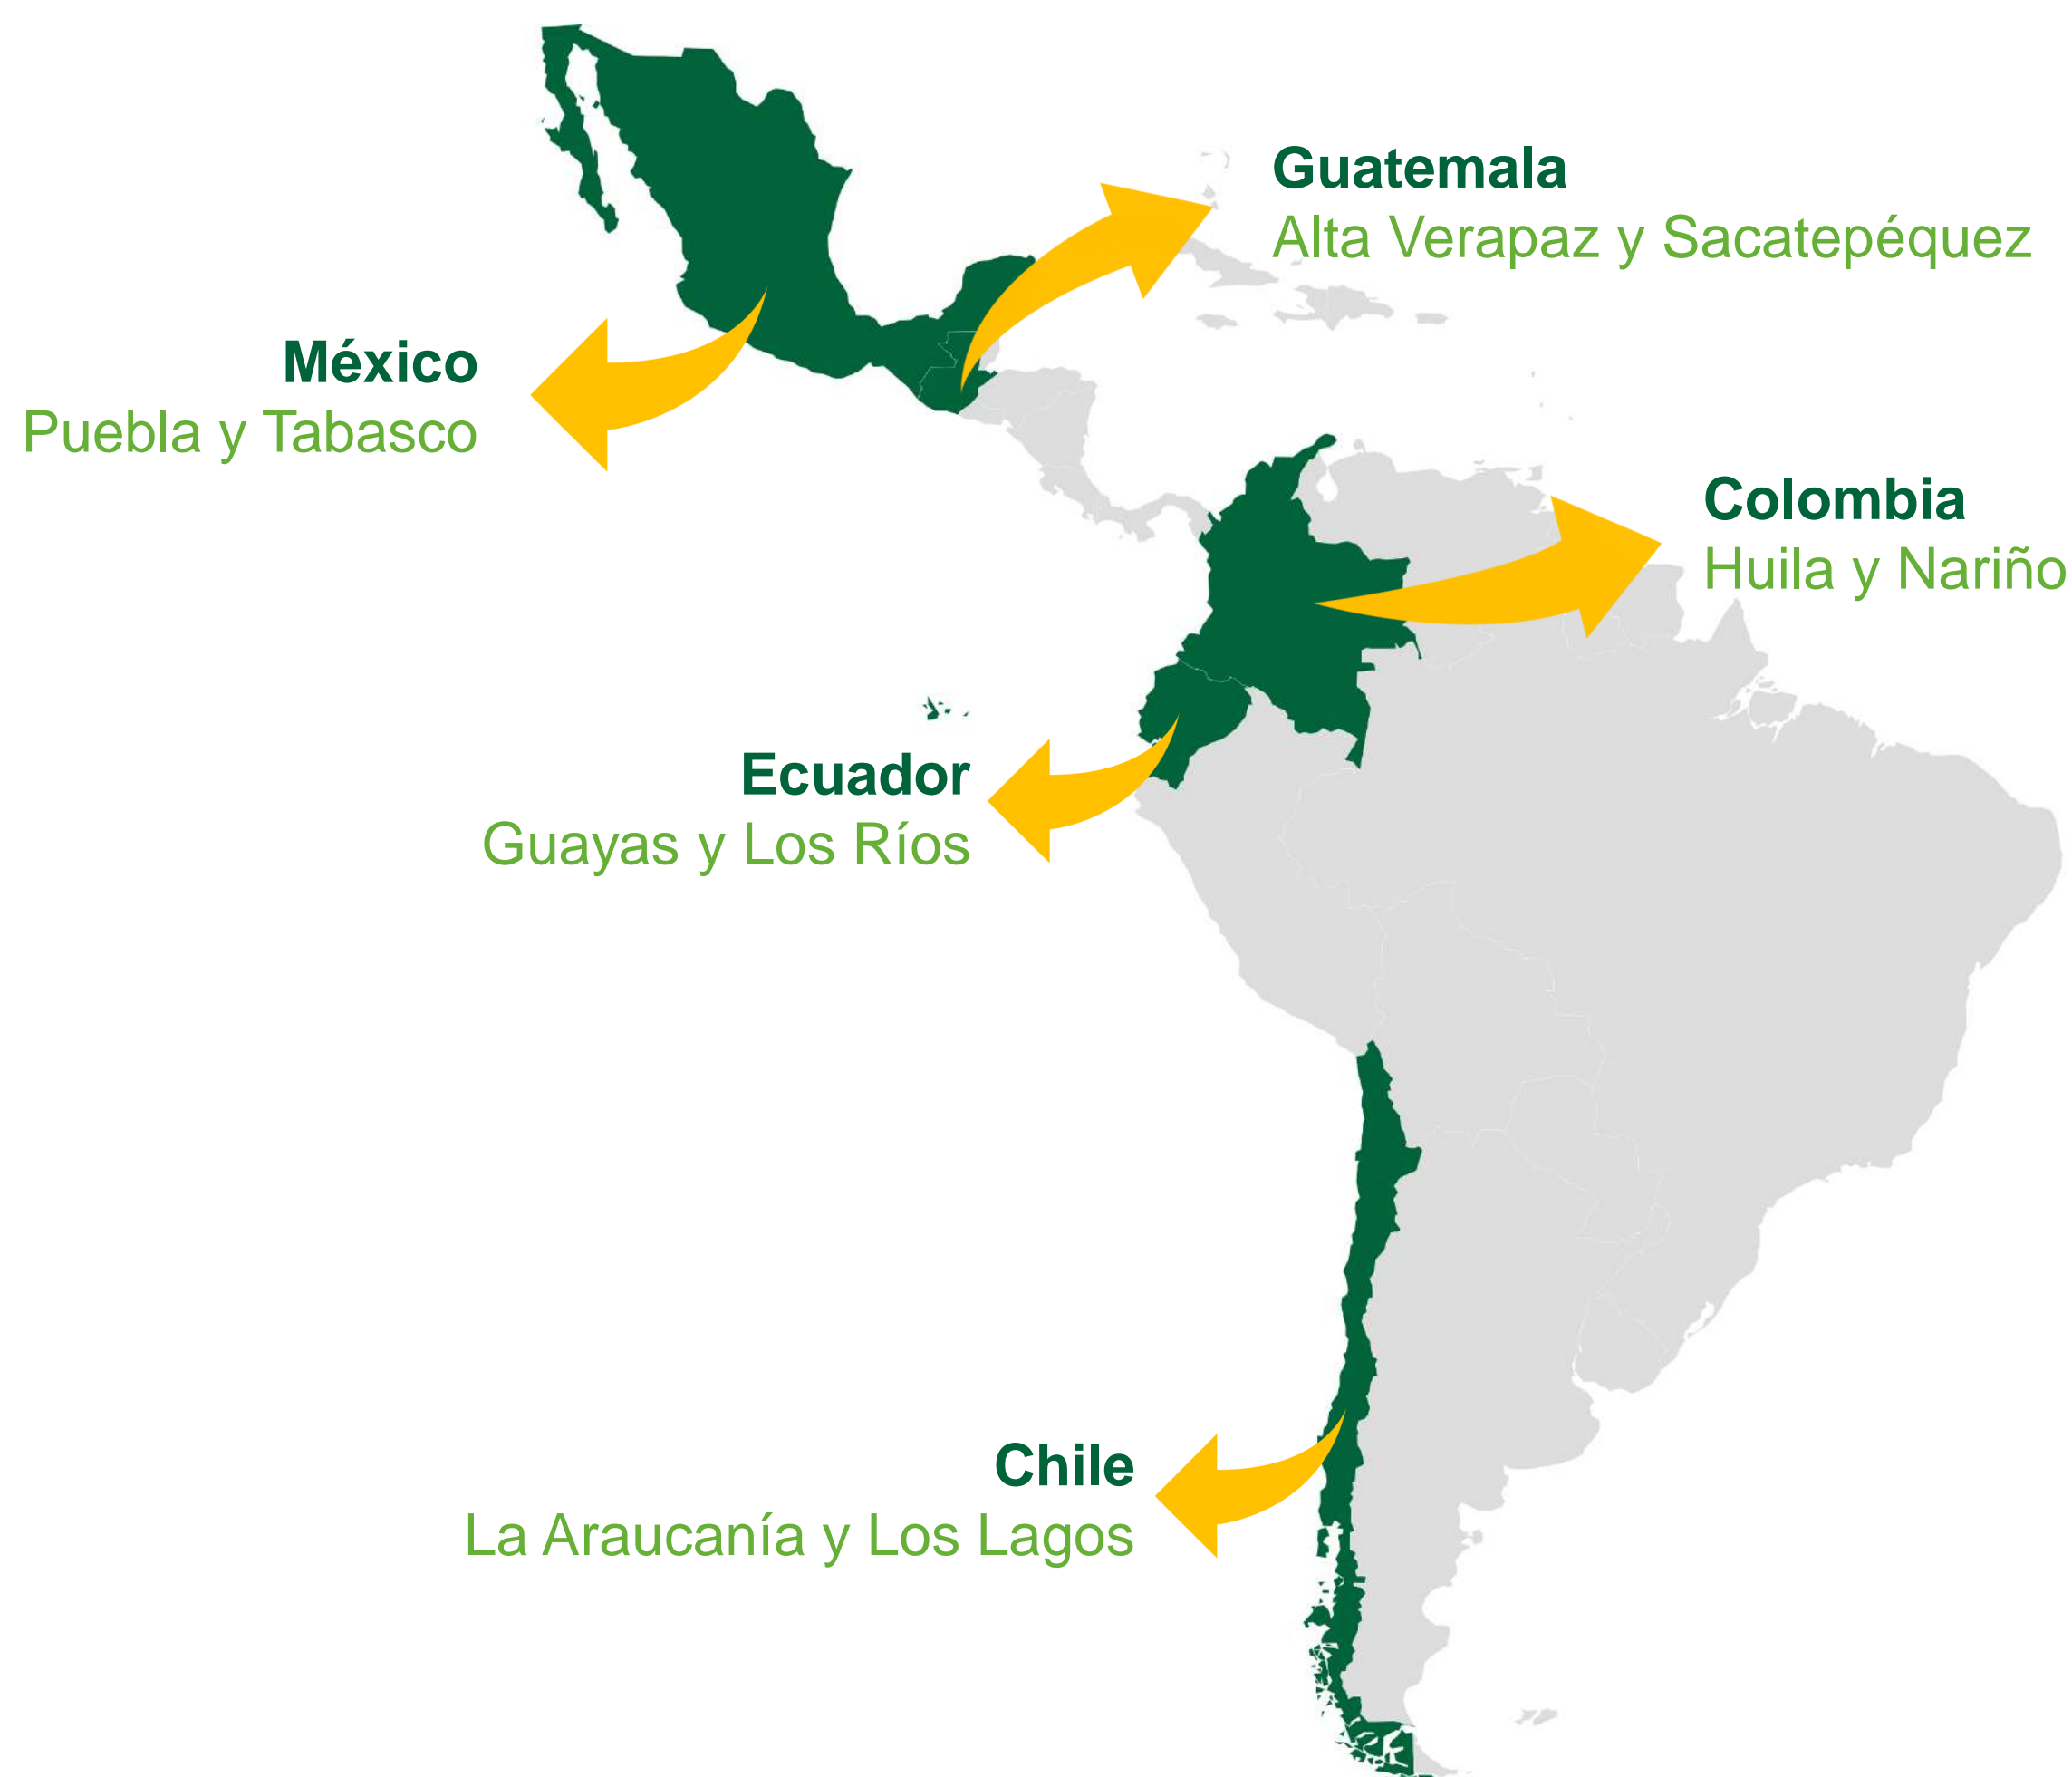 Guatemala
Alta Verapaz y Sacatepéquez
México
Puebla y Tabasco
Colombia
Huila y Nariño
Ecuador
Guayas y Los Ríos
Chile
La Araucanía y Los Lagos